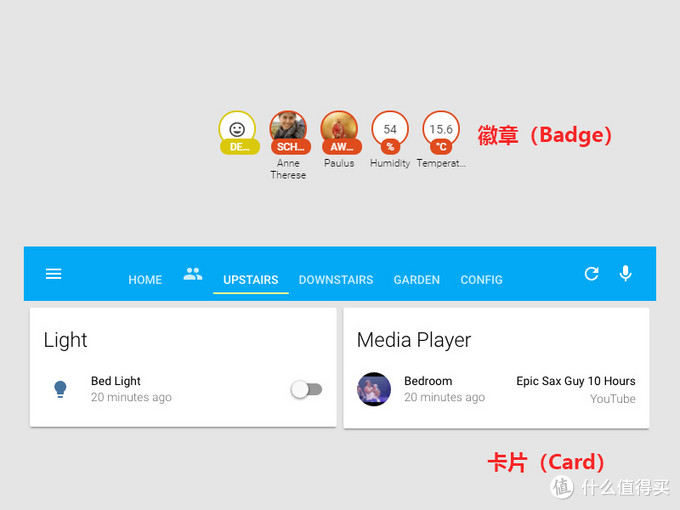 54
15.6
DE...
SCH...
AW...
%
°C
Anne
Therese
Paulus
Humidity
Temperat...
徽章（Badge）
HOME
UPSTAIRS
DOWNSTAIRS
GARDEN
CONFIG
Light
Bed Light
20 minutes ago
Media Player
Bedroom
Epic Sax Guy 10 Hours
20 minutes ago
YouTube
卡片（Card）
值 什么值得买